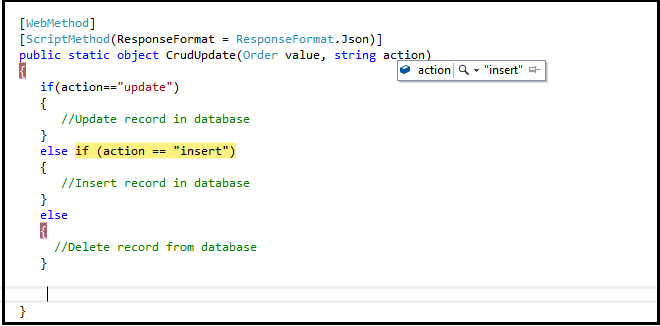 [WebMethod]
[ScriptMethod(ResponseFormat = ResponseFormat.Json)]
public static object CrudUpdate(Order value, string action)
action "insert"
{
if(action=="update")
{
//Update record in database
}
else if (action == "insert")
{
//Insert record in database
}
else
{
//Delete record from database
}
}